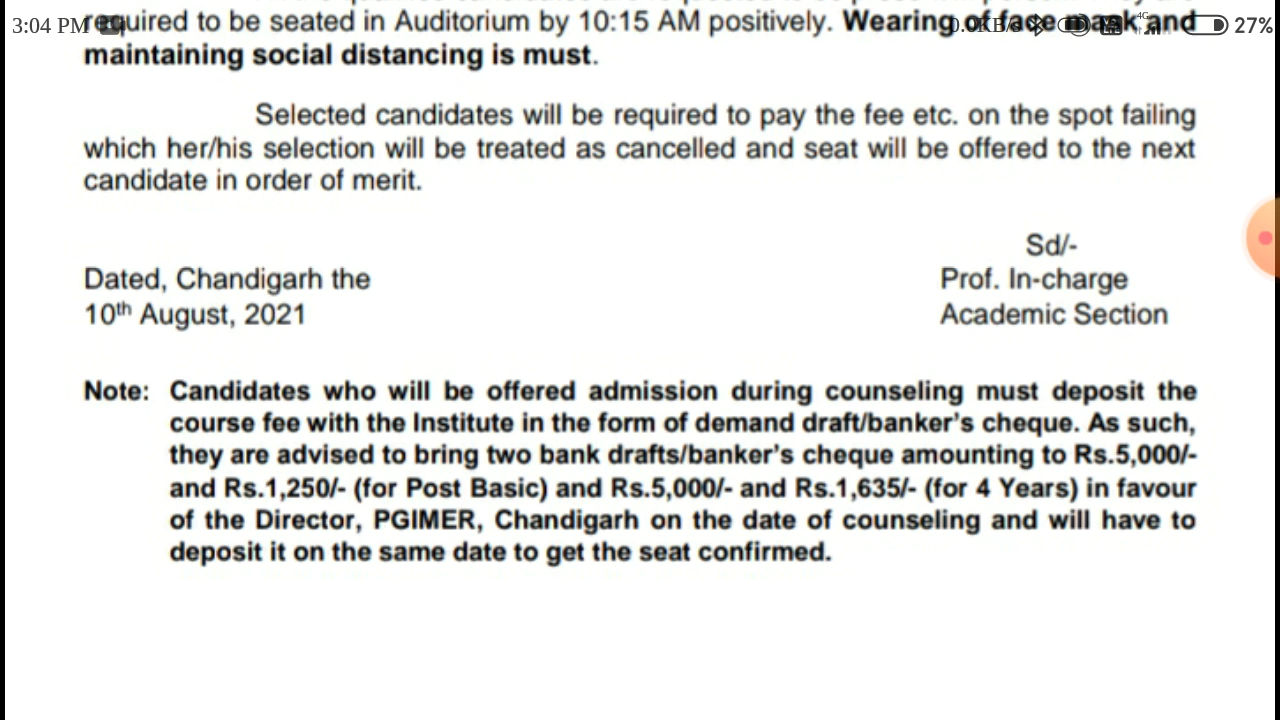 required to be seated in Auditorium by 10:15 AM positively. Wearing of face mask and
3:04 PM
27%
maintaining social distancing is must.
Selected candidates will be required to pay the fee etc. on the spot failing
which her/his selection will be treated as cancelled and seat will be offered to the next
candidate in order of merit.
Sd/-
Dated, Chandigarh the
Prof. In-charge
10th August, 2021
Academic Section
Note: Candidates who will be offered admission during counseling must deposit the
course fee with the Institute in the form of demand draft/banker's cheque. As such,
they are advised to bring two bank drafts/banker's cheque amounting to Rs.5,000/-
and Rs.1,250/- (for Post Basic) and Rs.5,000/- and Rs.1,635/- (for 4 Years) in favour
of the Director, PGIMER, Chandigarh on the date of counseling and will have to
deposit it on the same date to get the seat confirmed.